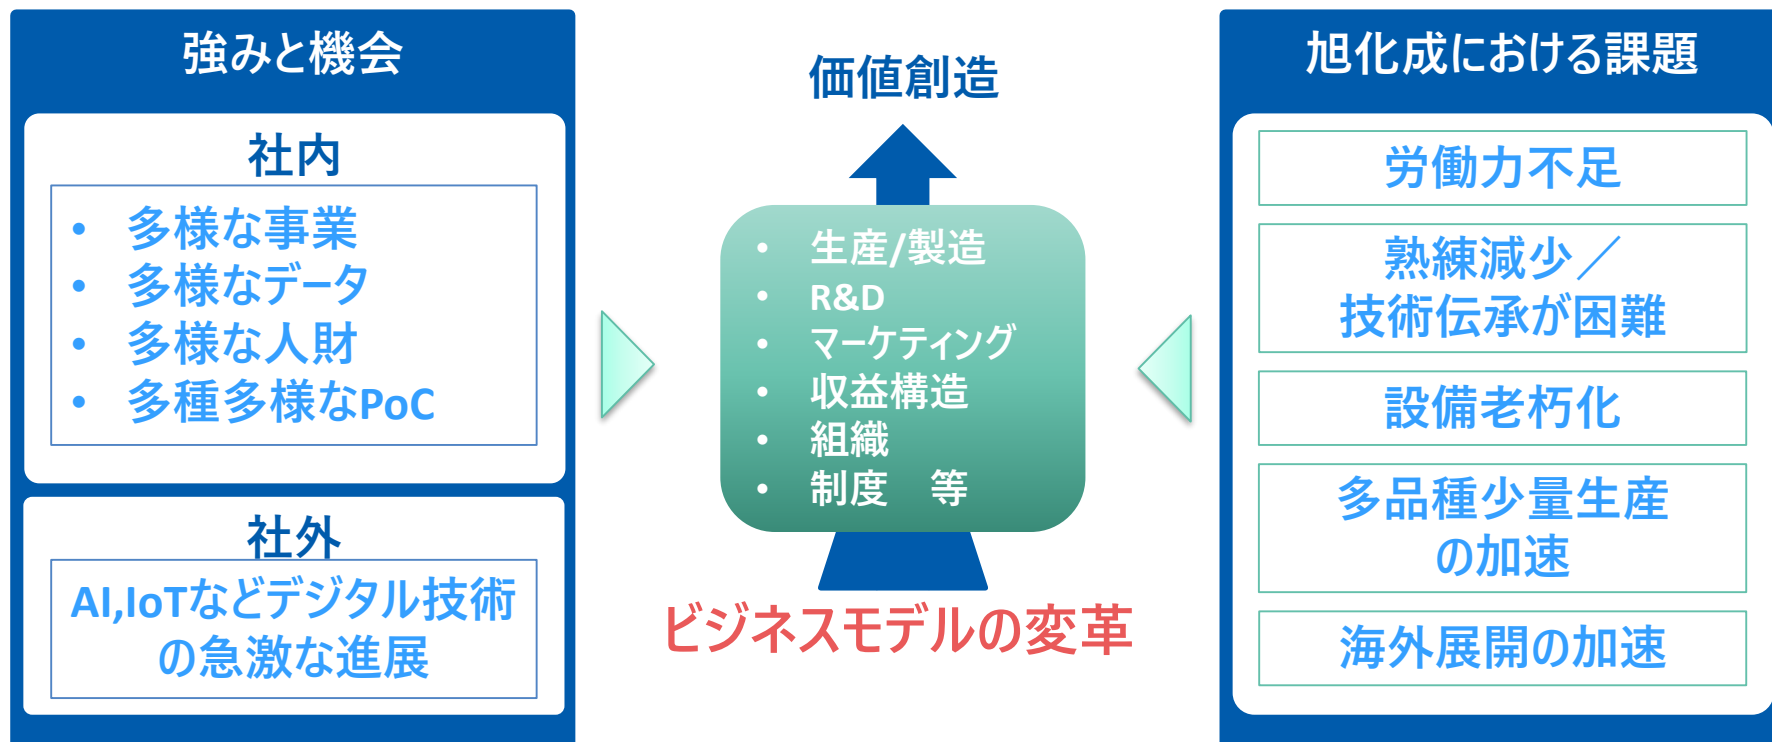 強みと機会
社内
• 多様な事業
• 多様なデータ
• 多様な人財
• 多種多様なPoC
社外
AI,IoTなどデジタル技術
の急激な進展
価値創造
• 生産/製造
• R&D
• マーケティング
• 収益構造
• 組織
• 制度　等
ビジネスモデルの変革
旭化成における課題
労働力不足
熟練減少／
技術伝承が困難
設備老朽化
多品種少量生産
の加速
海外展開の加速